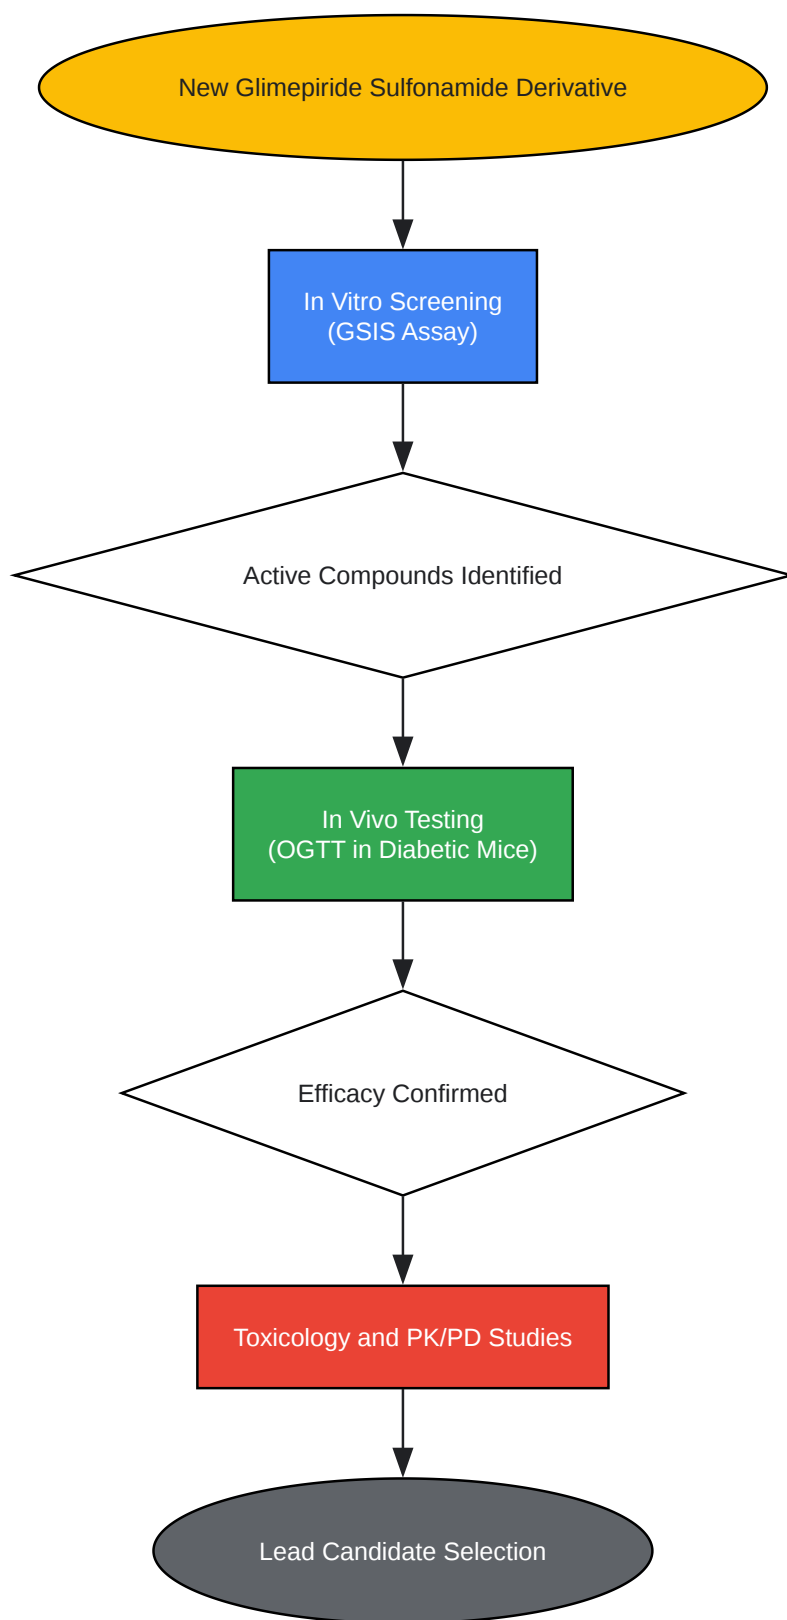 New Glimepiride Sulfonamide Derivative
In Vitro Screening
(GSIS Assay)
Active Compounds Identified
In Vivo Testing
(OGTT in Diabetic Mice)
Efficacy Confirmed
Toxicology and PK/PD Studies
Lead Candidate Selection